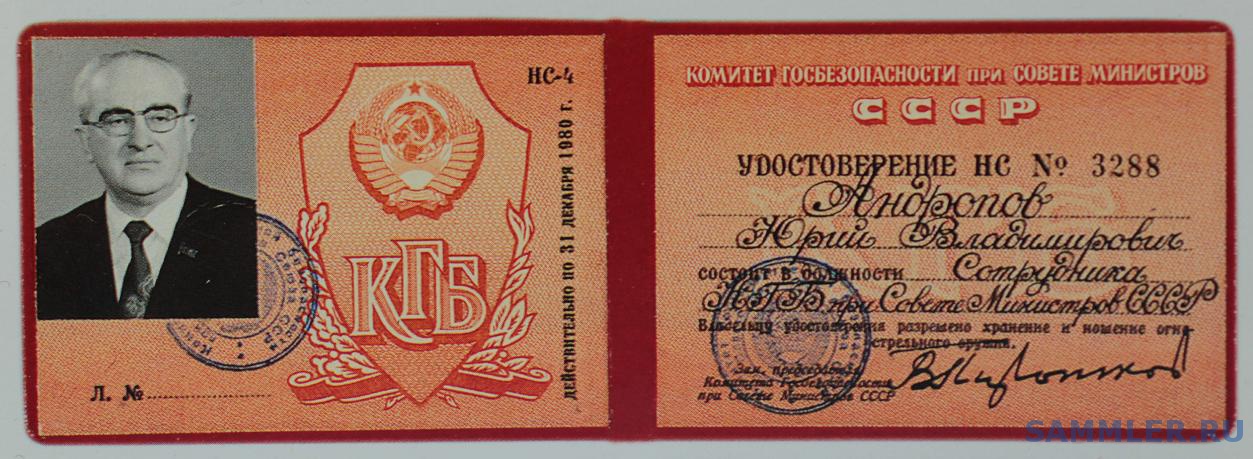 НС-4
КГБ
ДЕЙСТВИТЕЛЬНО ПО 31 ДЕКАБРЯ 1980 г.
Л. №
КОМИТЕТ ГОСБЕЗОПАСНОСТИ ПРИ СОВЕТЕ МИНИСТРОВ
СССР
УДОСТОВЕРЕНИЕ НС № 3288
Андропов
Юрий Владимирович
СОСТОИТ В ДОЛЖНОСТИ Сотрудника
КГБ при Совете Министров СССР
Владельцу удостоверения разрешено хранение и ношение огне-
стрельного оружия.
Зам. председателя
Комитета Госбезопасности
при Совете Министров СССР
SAMMLER.RU